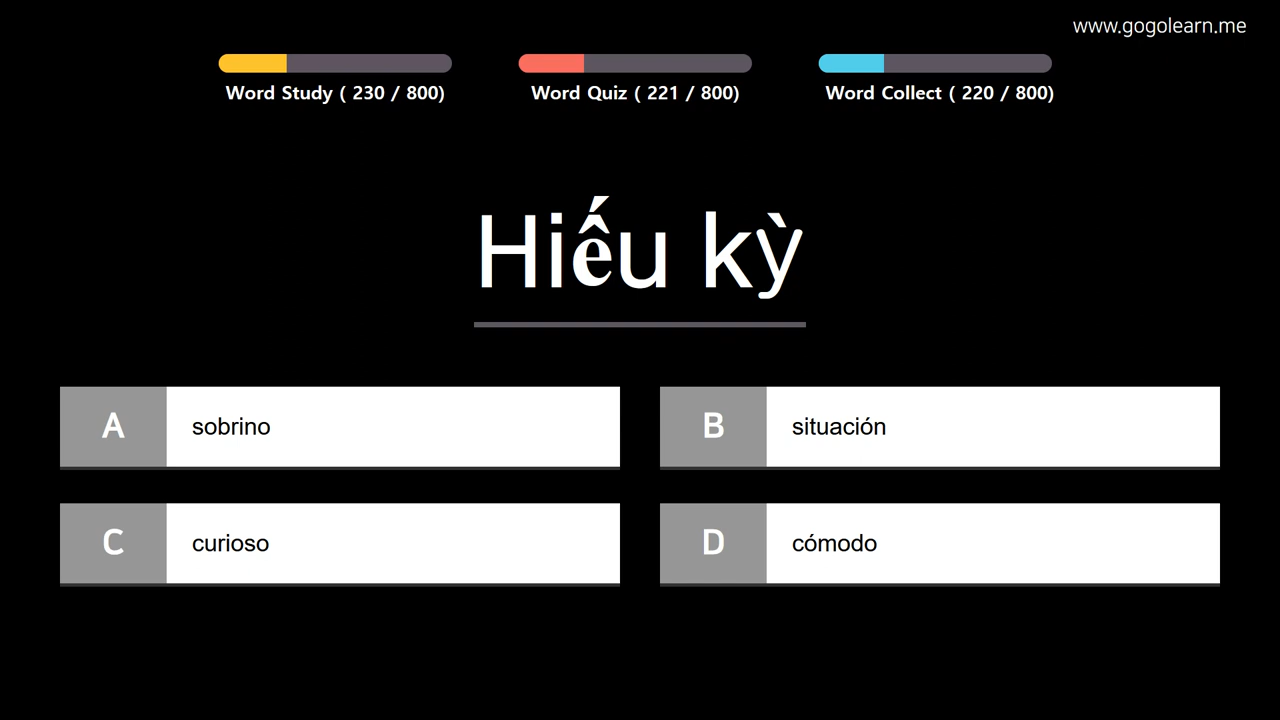 www.gogolearn.me
Word Study ( 230 / 800)
Word Quiz ( 221 / 800)
Word Collect ( 220 / 800)
Hiếu kỳ
A sobrino
B situación
C curioso
D cómodo